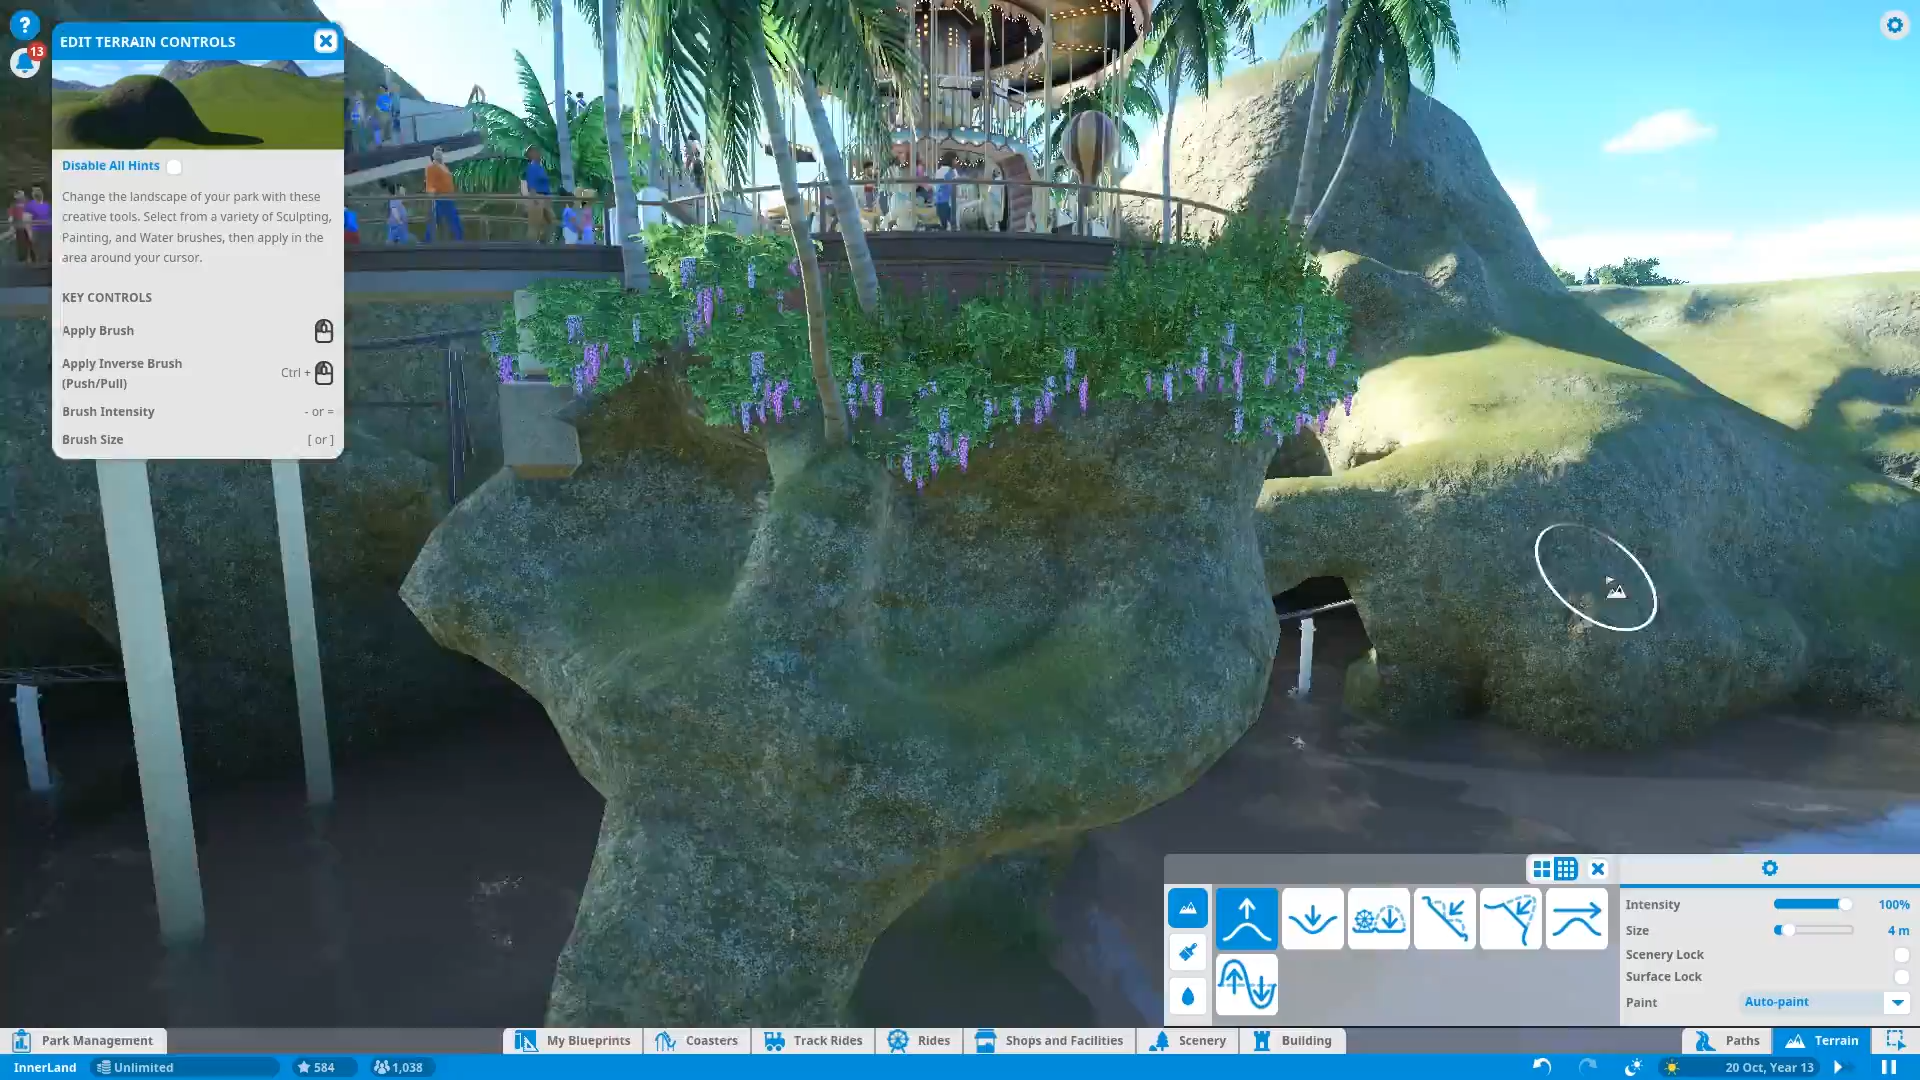 ?
13
EDIT TERRAIN CONTROLS
Disable All Hints
Change the landscape of your park with these
creative tools. Select from a variety of Sculpting,
Painting, and Water brushes, then apply in the
area around your cursor.
KEY CONTROLS
Apply Brush
Apply Inverse Brush
(Push/Pull)
Ctrl +
Brush Intensity
- or =
Brush Size
[ or ]
Intensity
100%
Size
4 m
Scenery Lock
Surface Lock
Paint
Auto-paint
Park Management
My Blueprints
Coasters
Track Rides
Rides
Shops and Facilities
Scenery
Building
Paths
Terrain
InnerLand
Unlimited
584
1,038
20 Oct, Year 13